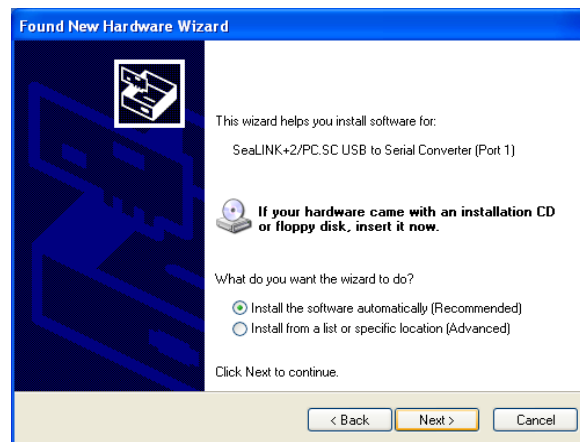 Found New Hardware Wizard
This wizard helps you install software for:
SeaLINK+2/PC.SC USB to Serial Converter (Port 1)
If your hardware came with an installation CD
or floppy disk, insert it now.
What do you want the wizard to do?
Install the software automatically (Recommended)
Install from a list or specific location (Advanced)
Click Next to continue.
< Back Next > Cancel